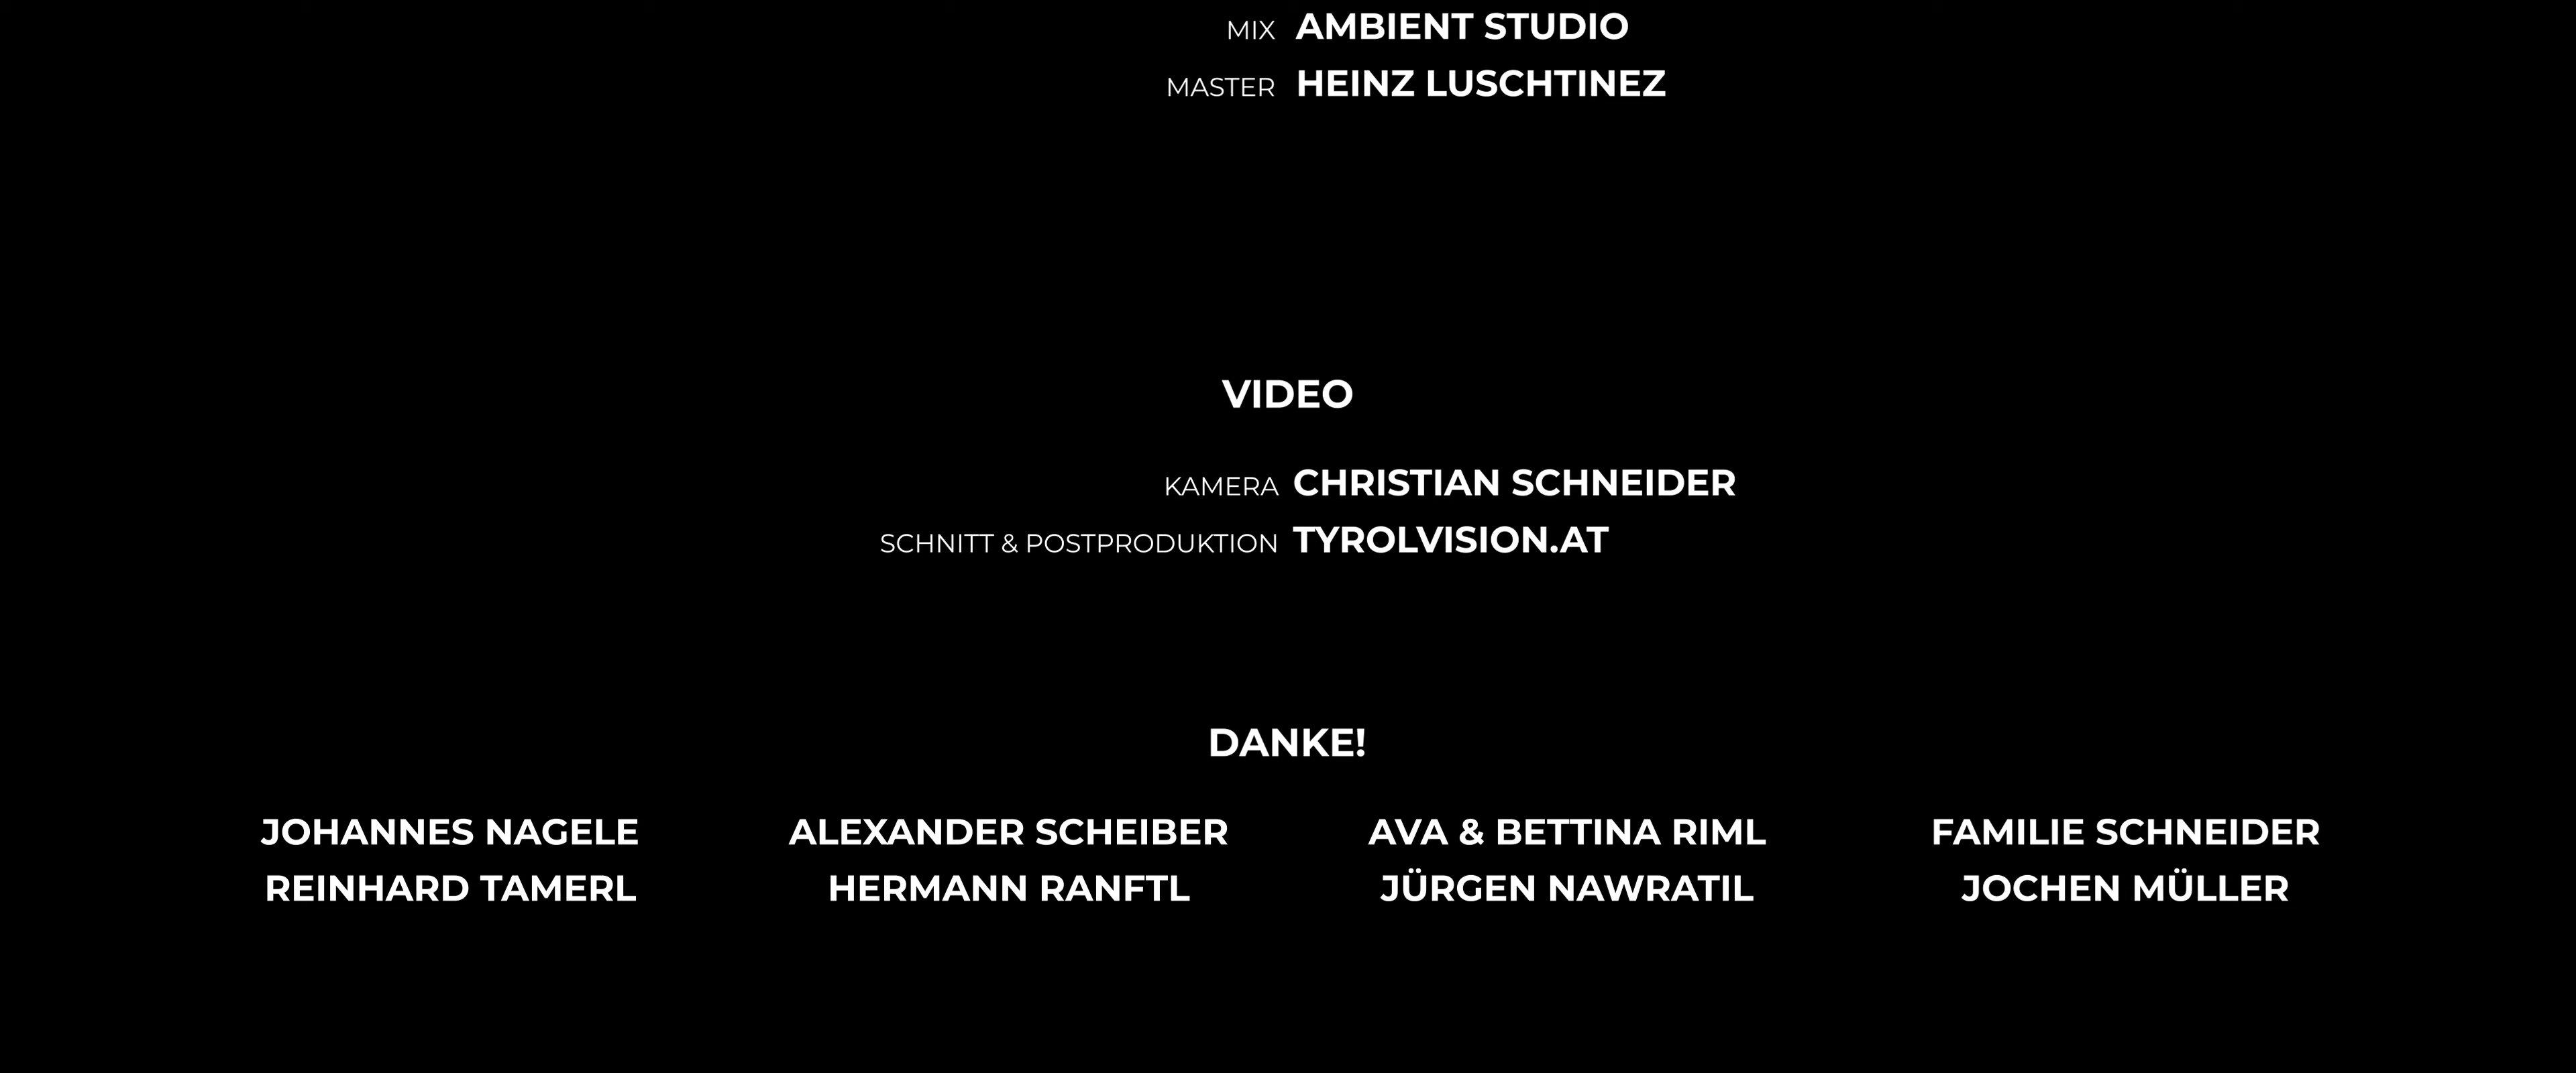 MIX AMBIENT STUDIO
MASTER HEINZ LUSCHTINEZ
VIDEO
KAMERA CHRISTIAN SCHNEIDER
SCHNITT & POSTPRODUKTION TYROLVISION.AT
DANKE!
JOHANNES NAGELE ALEXANDER SCHEIBER AVA & BETTINA RIML FAMILIE SCHNEIDER
REINHARD TAMERL HERMANN RANFTL JÜRGEN NAWRATIL JOCHEN MÜLLER